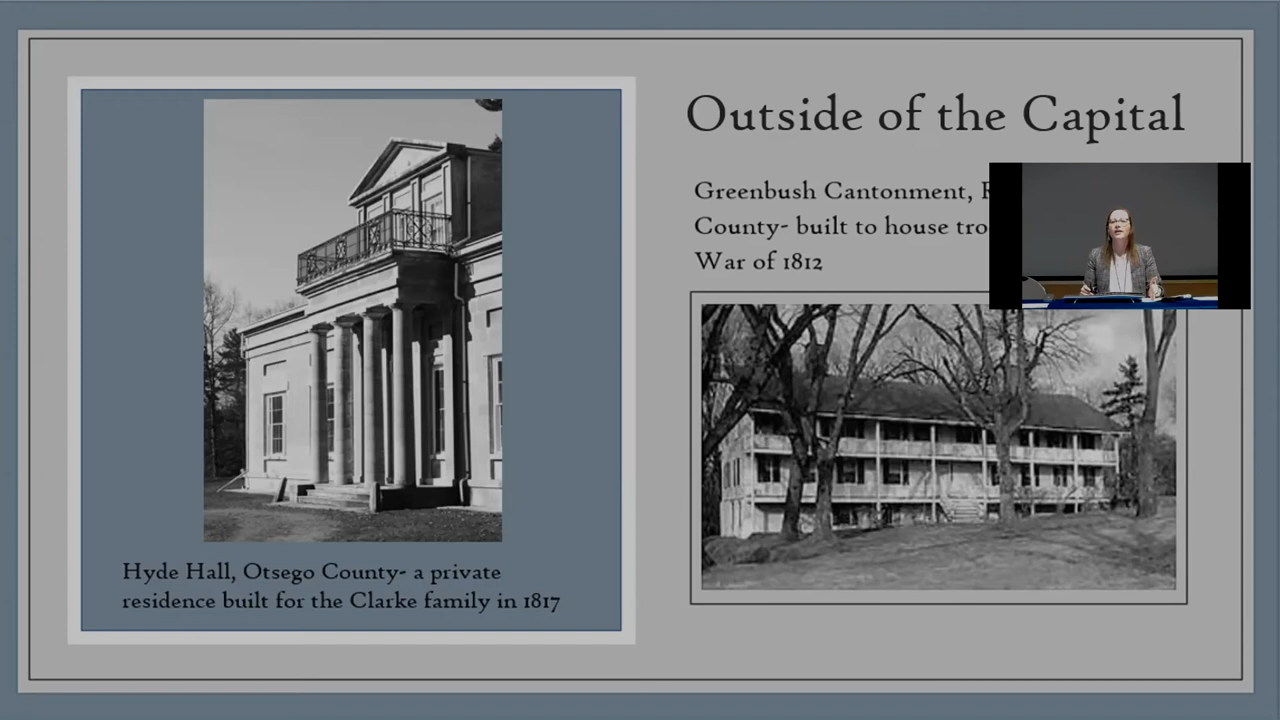 Outside of the Capital
Greenbush Cantonment,
County- built to house
War of 1812
Hyde Hall, Otsego County- a private
residence built for the Clarke family in 1817